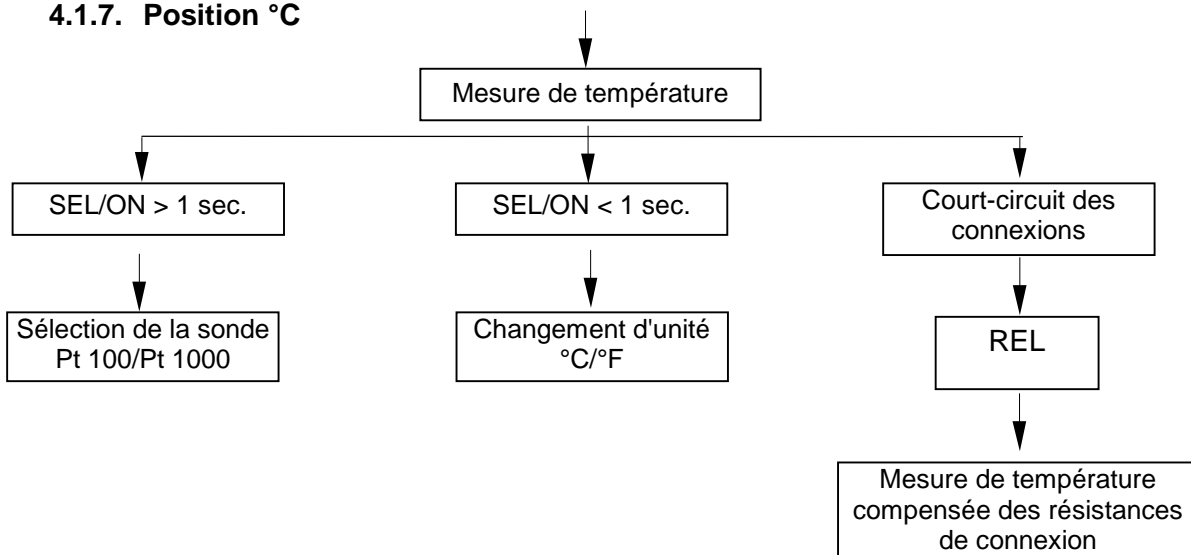 4.1.7. Position °C
Mesure de température
SEL/ON > 1 sec.
SEL/ON < 1 sec.
Court-circuit des
connexions
Sélection de la sonde
Pt 100/Pt 1000
Changement d'unité
°C/°F
REL
Mesure de température
compensée des résistances
de connexion